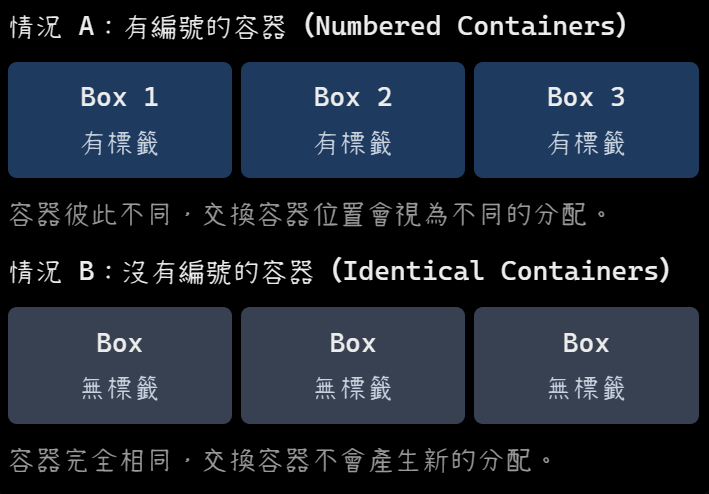 情況 A：有編號的容器 (Numbered Containers)
Box 1 Box 2 Box 3
有標籤 有標籤 有標籤
容器彼此不同，交換容器位置會視為不同的分配。
情況 B：沒有編號的容器 (Identical Containers)
Box Box Box
無標籤 無標籤 無標籤
容器完全相同，交換容器不會產生新的分配。